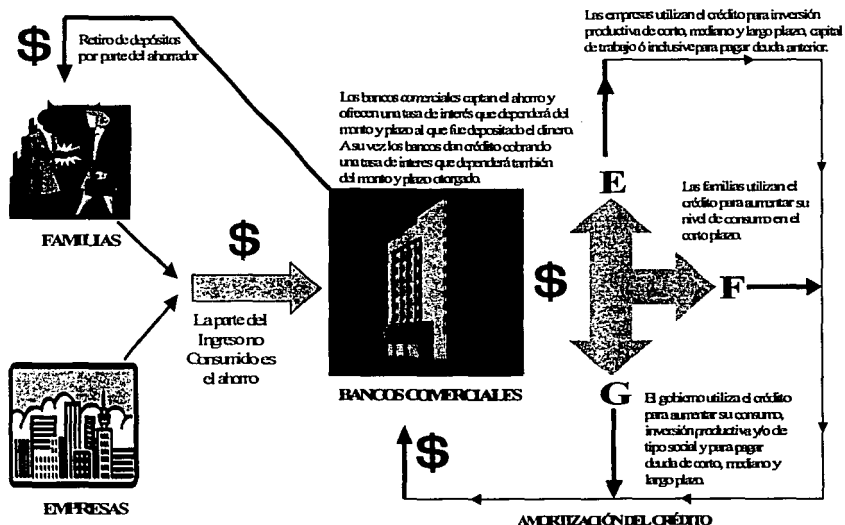 $
Retiro de depósitos
por parte del ahorrador
FAMILIAS
EMPRESAS
$
La parte del
Ingreso no
Consumido es
el ahorro
Los bancos comerciales captan el ahorro y
ofrecen una tasa de interés que dependerá del
monto y plazo al que fue depositado el dinero.
A su vez los bancos dan crédito cobrando
una tasa de interes que dependerá también
del monto y plazo otorgado.
BANCOS COMERCIALES
$
Las empresas utilizan el crédito para inversión
productiva de corto, mediano y largo plazo, capital
de trabajo ó inclusive para pagar deuda anterior.
E
Las familias utilizan el
crédito para aumentar su
nivel de consumo en el
corto plazo.
F
G
El gobierno utiliza el crédito
para aumentar su consumo,
inversión productiva y/o de
tipo social y para pagar
deuda de corto, mediano y
largo plazo.
$
AMORTIZACIÓN DEL CRÉDITO